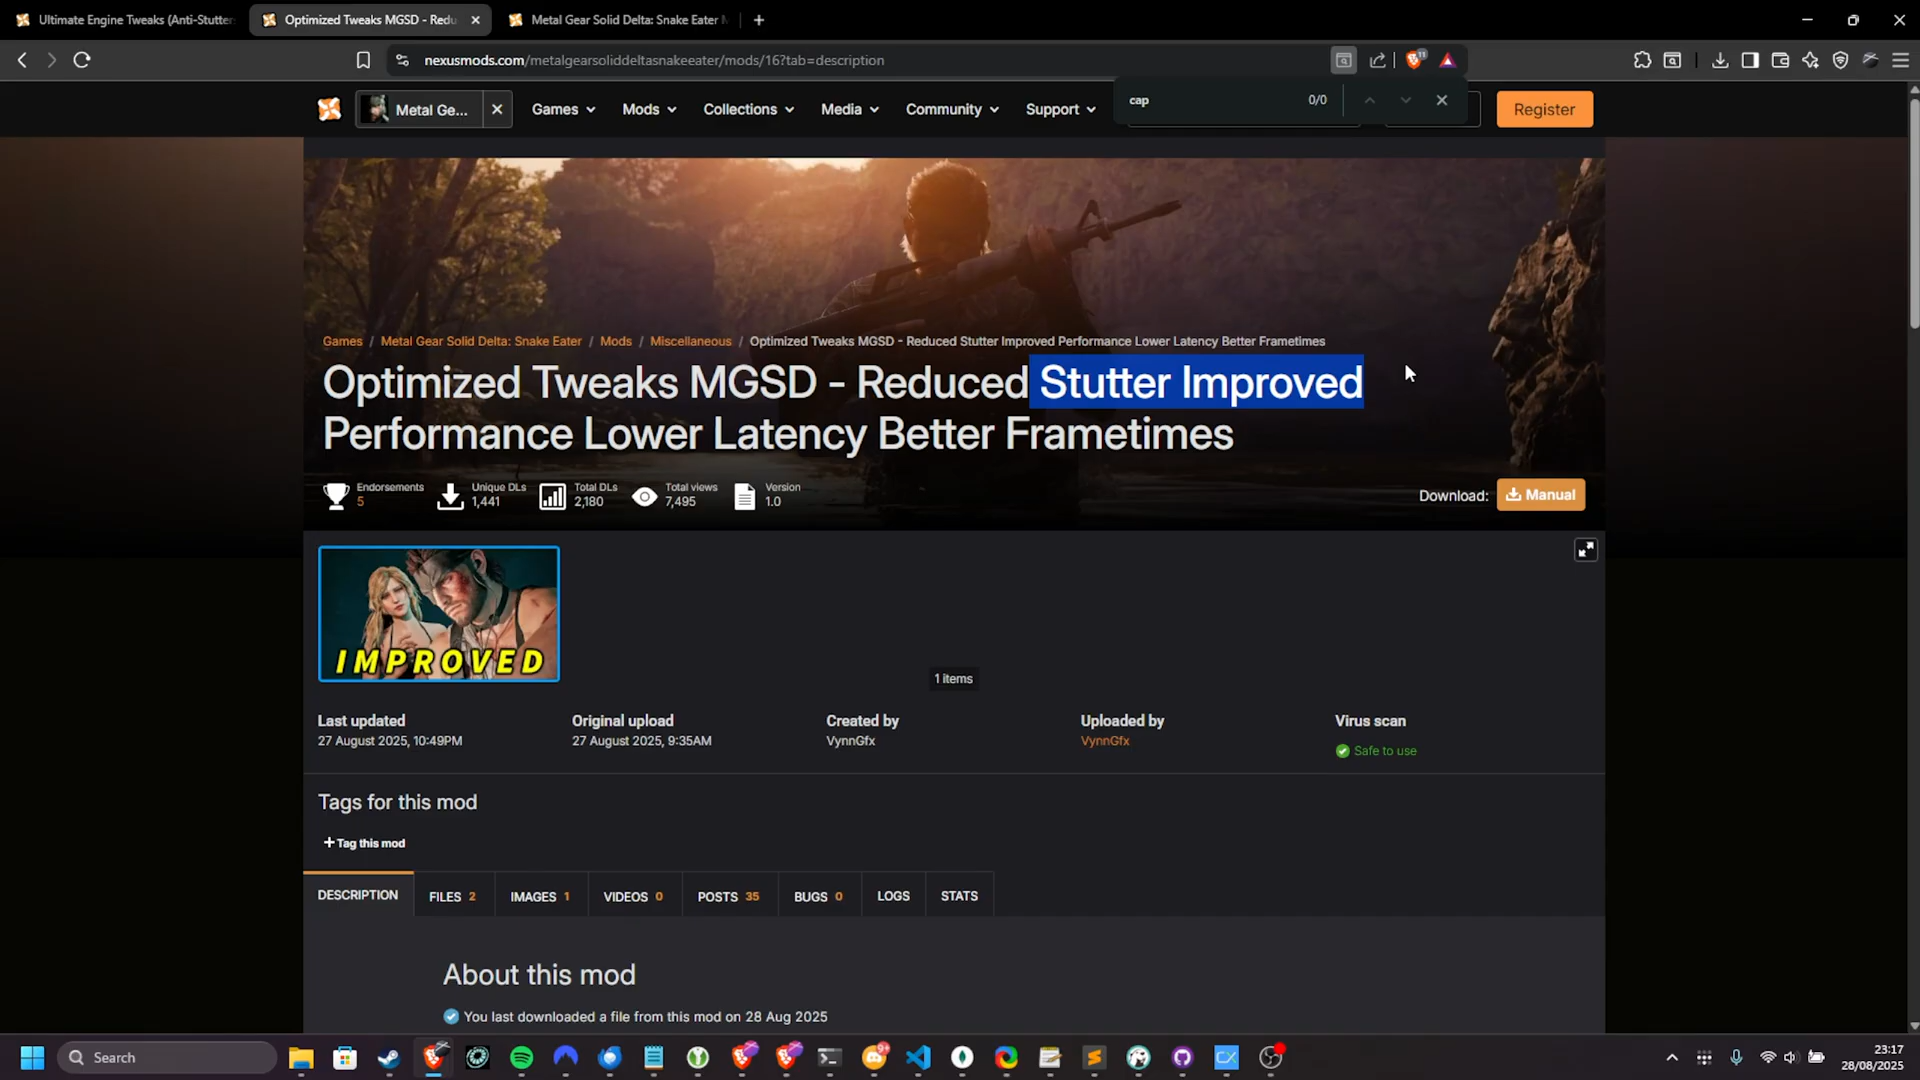 Ultimate Engine Tweaks (Anti-Stutter
Optimized Tweaks MGSD - Redu
Metal Gear Solid Delta: Snake Eater M
nexusmods.com/metalgearsoliddeltasnakeeater/mods/16?tab=description
11
cap
0/0
Metal Ge...
Games
Mods
Collections
Media
Community
Support
Register
Games / Metal Gear Solid Delta: Snake Eater / Mods / Miscellaneous / Optimized Tweaks MGSD - Reduced Stutter Improved Performance Lower Latency Better Frametimes
Optimized Tweaks MGSD - Reduced Stutter Improved
Performance Lower Latency Better Frametimes
Endorsements
5
Unique DLs
1,441
Total DLs
2,180
Total views
7,495
Version
1.0
Download:
Manual
IMPROVED
1 items
Last updated
27 August 2025, 10:49PM
Original upload
27 August 2025, 9:35AM
Created by
VynnGfx
Uploaded by
VynnGfx
Virus scan
Safe to use
Tags for this mod
+ Tag this mod
DESCRIPTION
FILES 2
IMAGES 1
VIDEOS 0
POSTS 35
BUGS 0
LOGS
STATS
About this mod
You last downloaded a file from this mod on 28 Aug 2025
Search
CX
23:17
28/08/2025